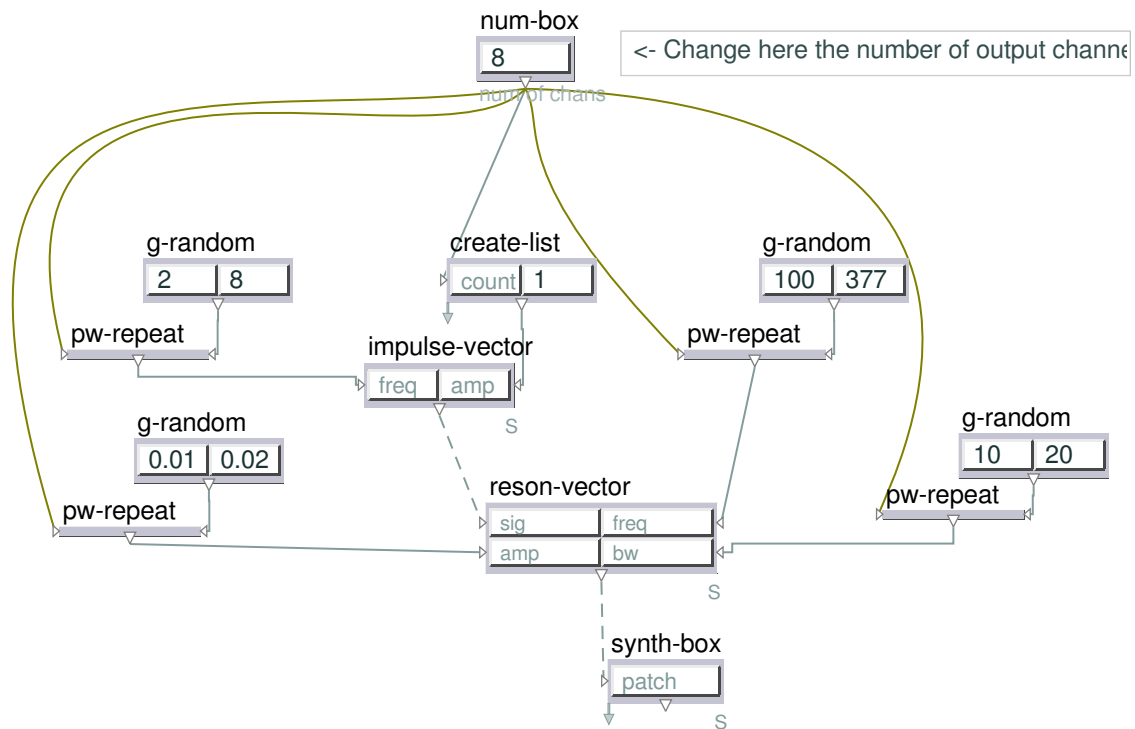 num-box
8
<- Change here the number of output channe
num of chans
g-random
2 8
create-list
count 1
g-random
100 377
pw-repeat
impulse-vector
freq amp
S
pw-repeat
g-random
0.01 0.02
g-random
10 20
pw-repeat
reson-vector
sig freq
amp bw
S
pw-repeat
synth-box
patch
S